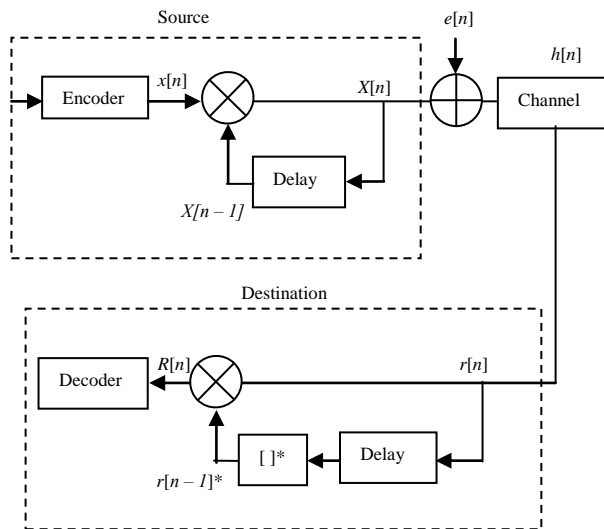 Source
e[n]
h[n]
x[n]
X[n]
Encoder
Channel
Delay
X[n – 1]
Destination
R[n]
r[n]
Decoder
[ ]*
Delay
r[n – 1]*